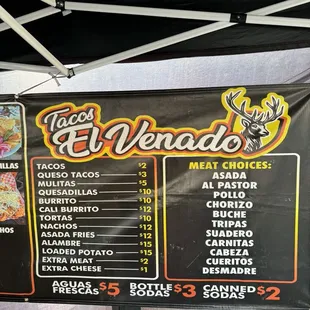 Tacos
El Venado
TACOS $2
QUESO TACOS $3
MULITAS $5
QUESADILLAS $10
BURRITO $10
CALI BURRITO $12
TORTAS $10
NACHOS $12
ASADA FRIES $12
ALAMBRE $15
LOADED POTATO $15
EXTRA MEAT $2
EXTRA CHEESE $1
MEAT CHOICES:
ASADA
AL PASTOR
POLLO
CHORIZO
BUCHE
TRIPAS
SUADERO
CARNITAS
CABEZA
CUERITOS
DESMADRE
AGUAS FRESCAS $5
BOTTLE SODAS $3
CANNED SODAS $2